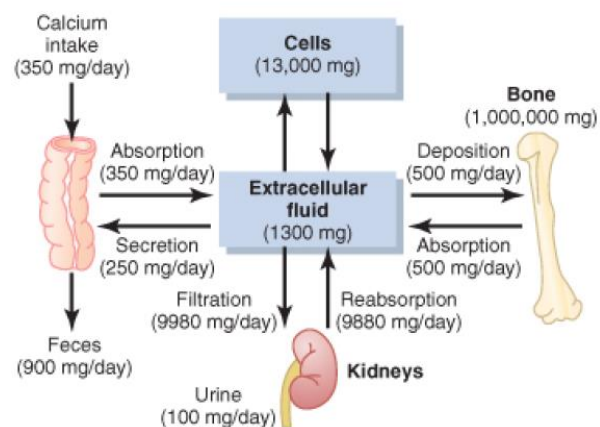 Calcium
intake
(350 mg/day)
Cells
(13,000 mg)
Bone
(1,000,000 mg)
Absorption
(350 mg/day)
Deposition
(500 mg/day)
Extracellular
fluid
(1300 mg)
Secretion
(250 mg/day)
Absorption
(500 mg/day)
Filtration
(9980 mg/day)
Reabsorption
(9880 mg/day)
Feces
(900 mg/day)
Kidneys
Urine
(100 mg/day)